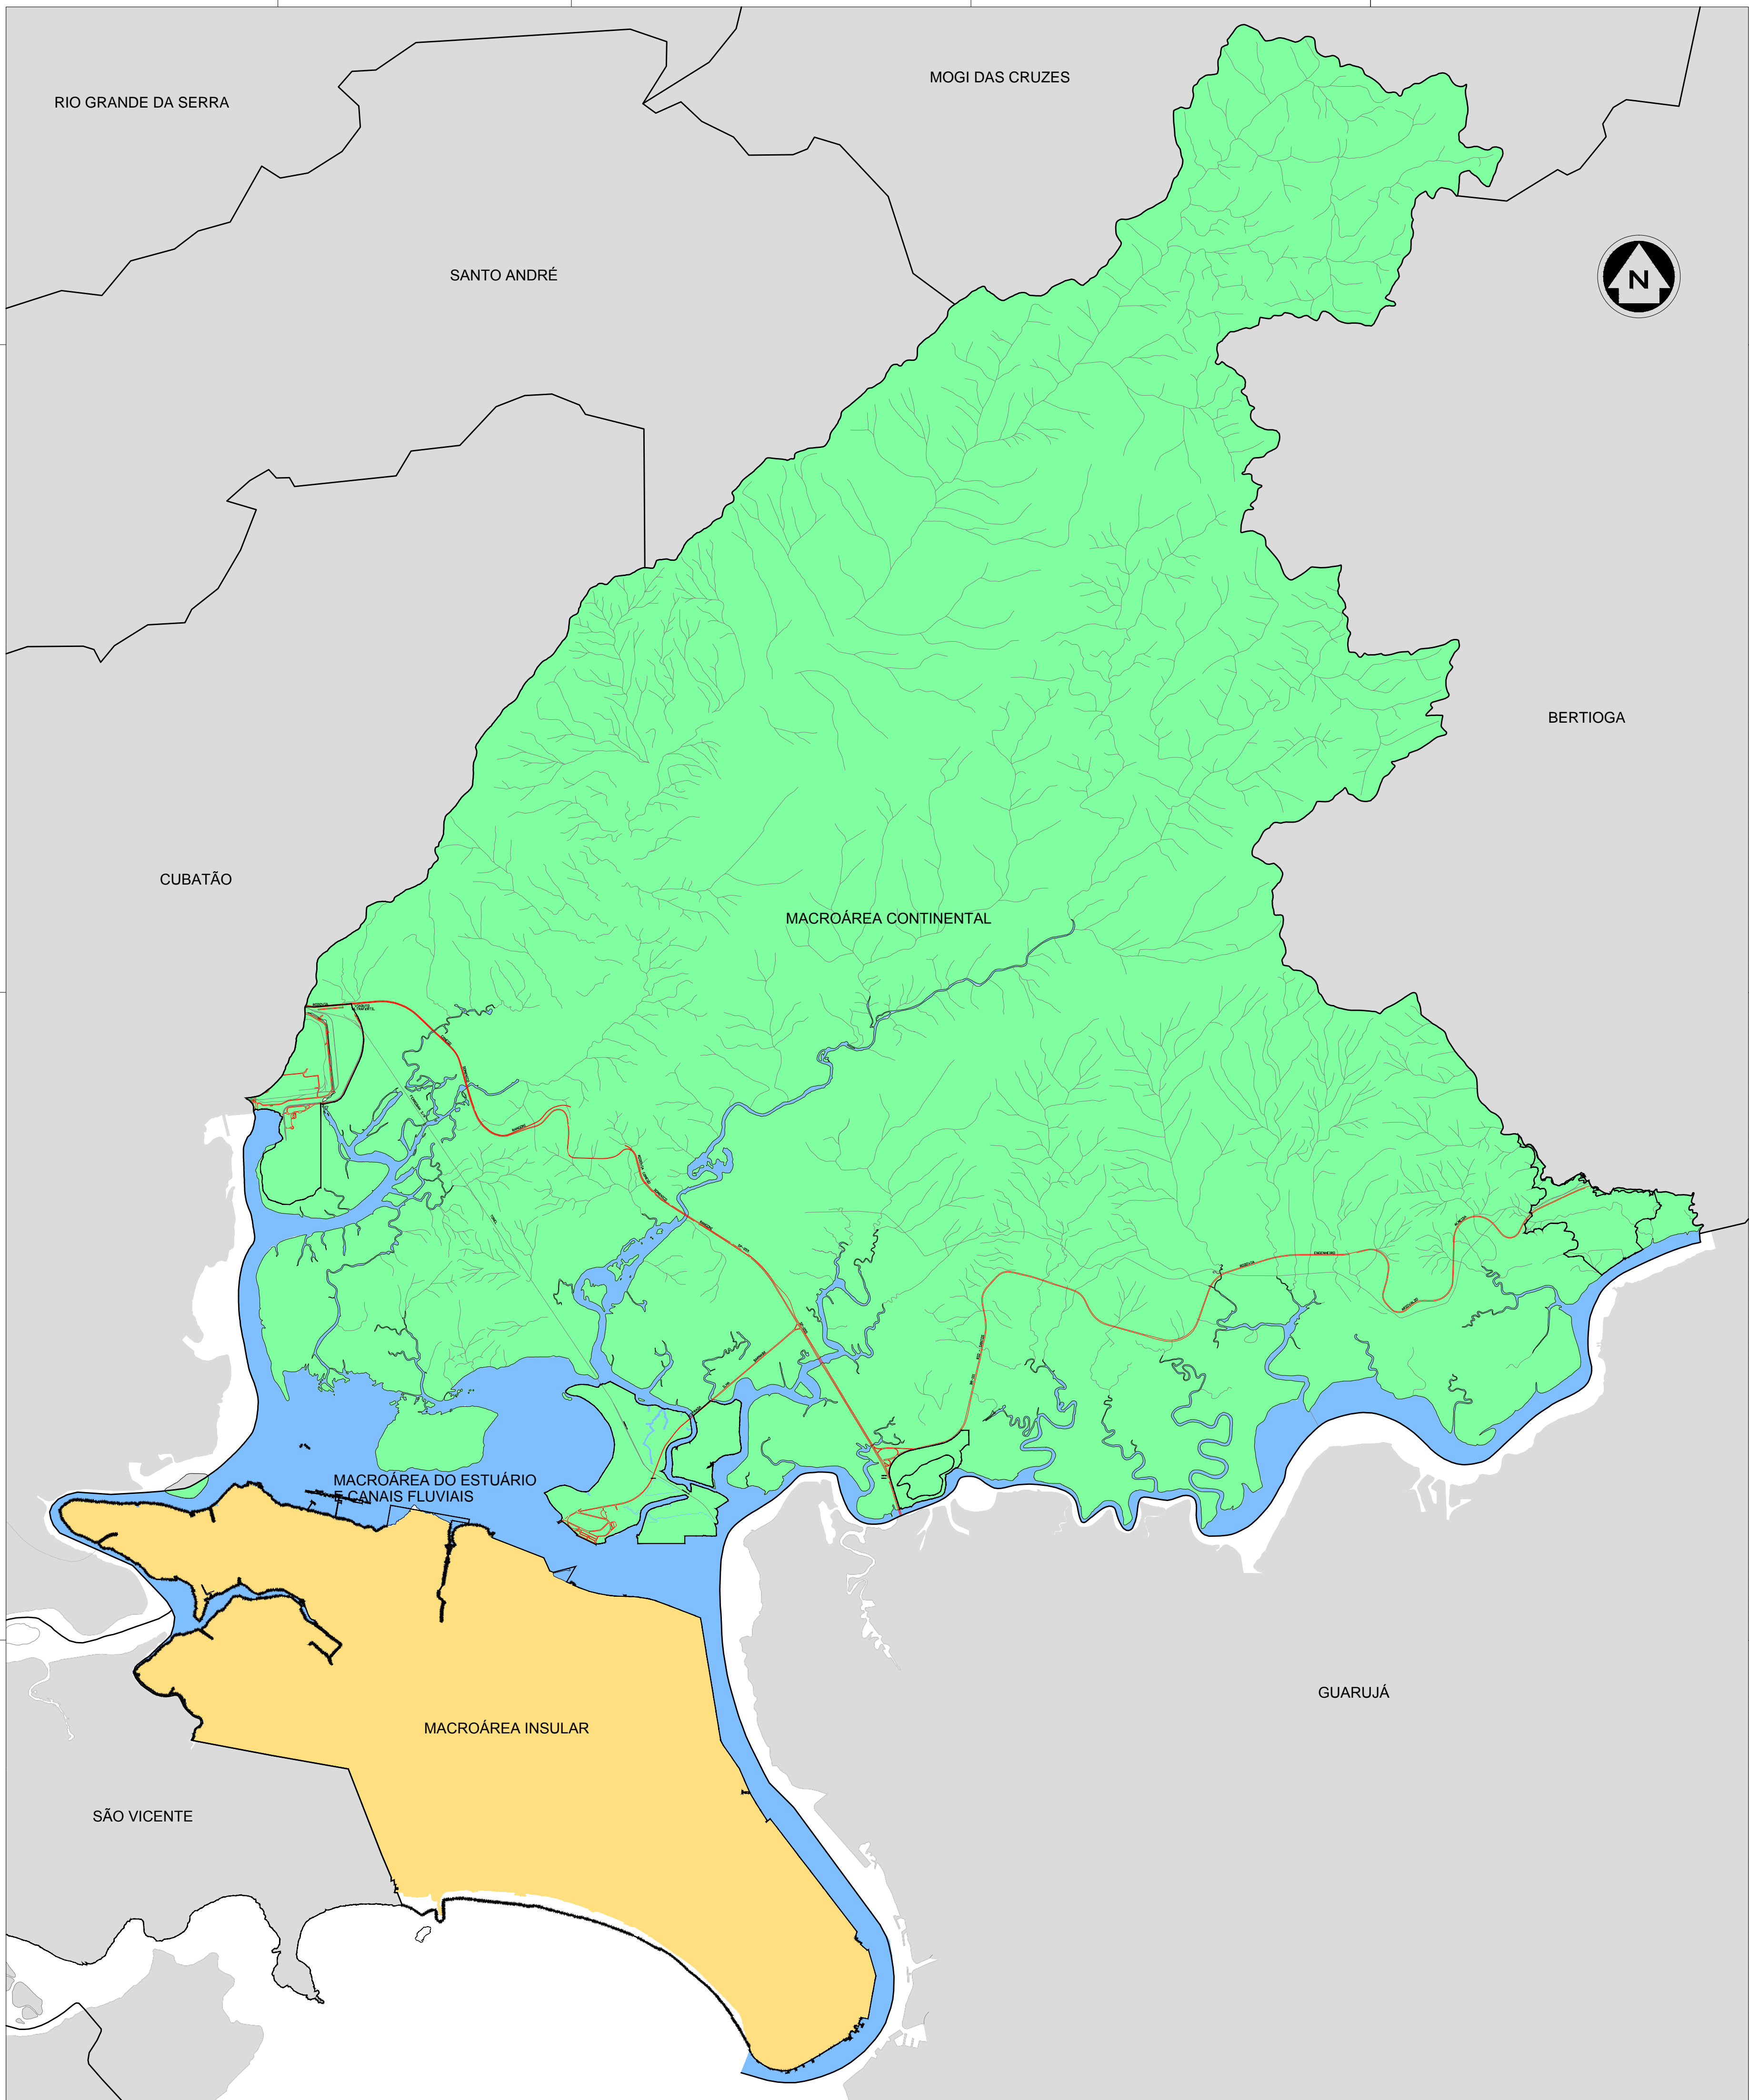 MOGI DAS CRUZES
RIO GRANDE DA SERRA
SANTO ANDRÉ
N
BERTIOGA
CUBATÃO
MACROÁREA CONTINENTAL
MACROÁREA DO ESTUÁRIO
E CANAIS FLUVIAIS
GUARUJÁ
MACROÁREA INSULAR
SÃO VICENTE